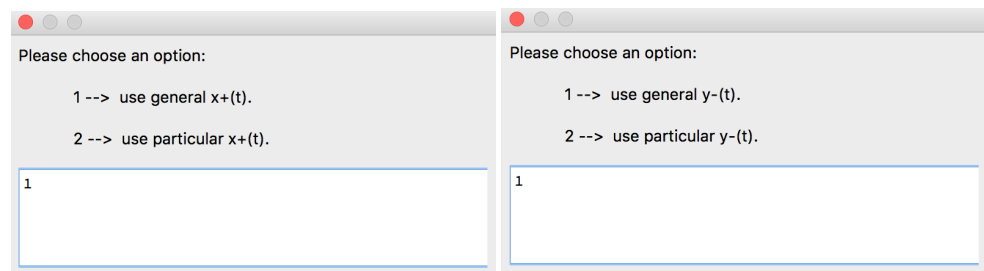 Please choose an option:
1 --> use general x+(t).
2 --> use particular x+(t).
1
Please choose an option:
1 --> use general y-(t).
2 --> use particular y-(t).
1